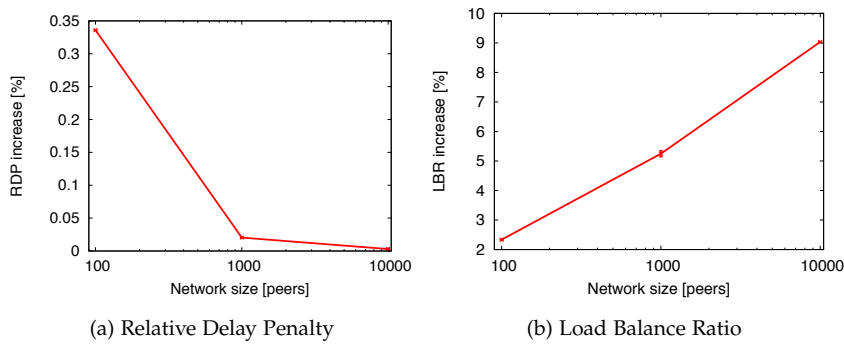 0.35
0.3
0.25
0.2
0.15
0.1
0.05
0
RDP increase [%]
100 1000 10000
Network size [peers]
(a) Relative Delay Penalty
10
9
8
7
6
5
4
3
2
LBR increase [%]
100 1000 10000
Network size [peers]
(b) Load Balance Ratio